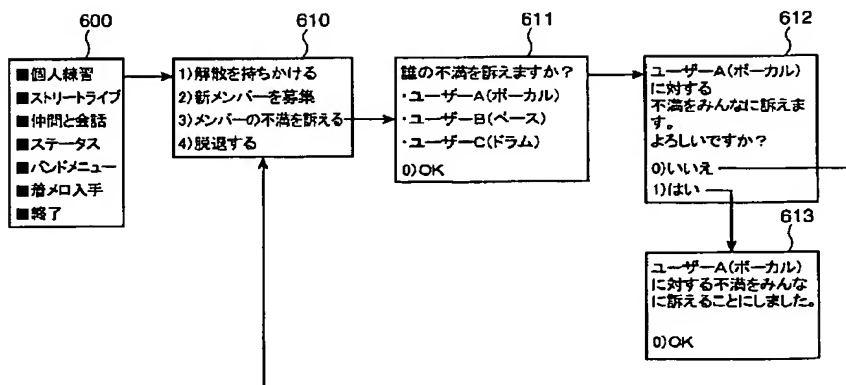 600
■個人練習
■ストリートライブ
■仲間と会話
■ステータス
■バンドメニュー
■着メロ入手
■終了
610
1)解散を持ちかける
2)新メンバーを募集
3)メンバーの不満を訴える
4)脱退する
611
誰の不満を訴えますか?
・ユーザーA(ボーカル)
・ユーザーB(ベース)
・ユーザーC(ドラム)
0)OK
612
ユーザーA(ボーカル)
に対する
不満をみんなに訴えま
す。
よろしいですか?
0)いいえ
1)はい
613
ユーザーA(ボーカル)
に対する不満をみんな
に訴えることにしました。
0)OK